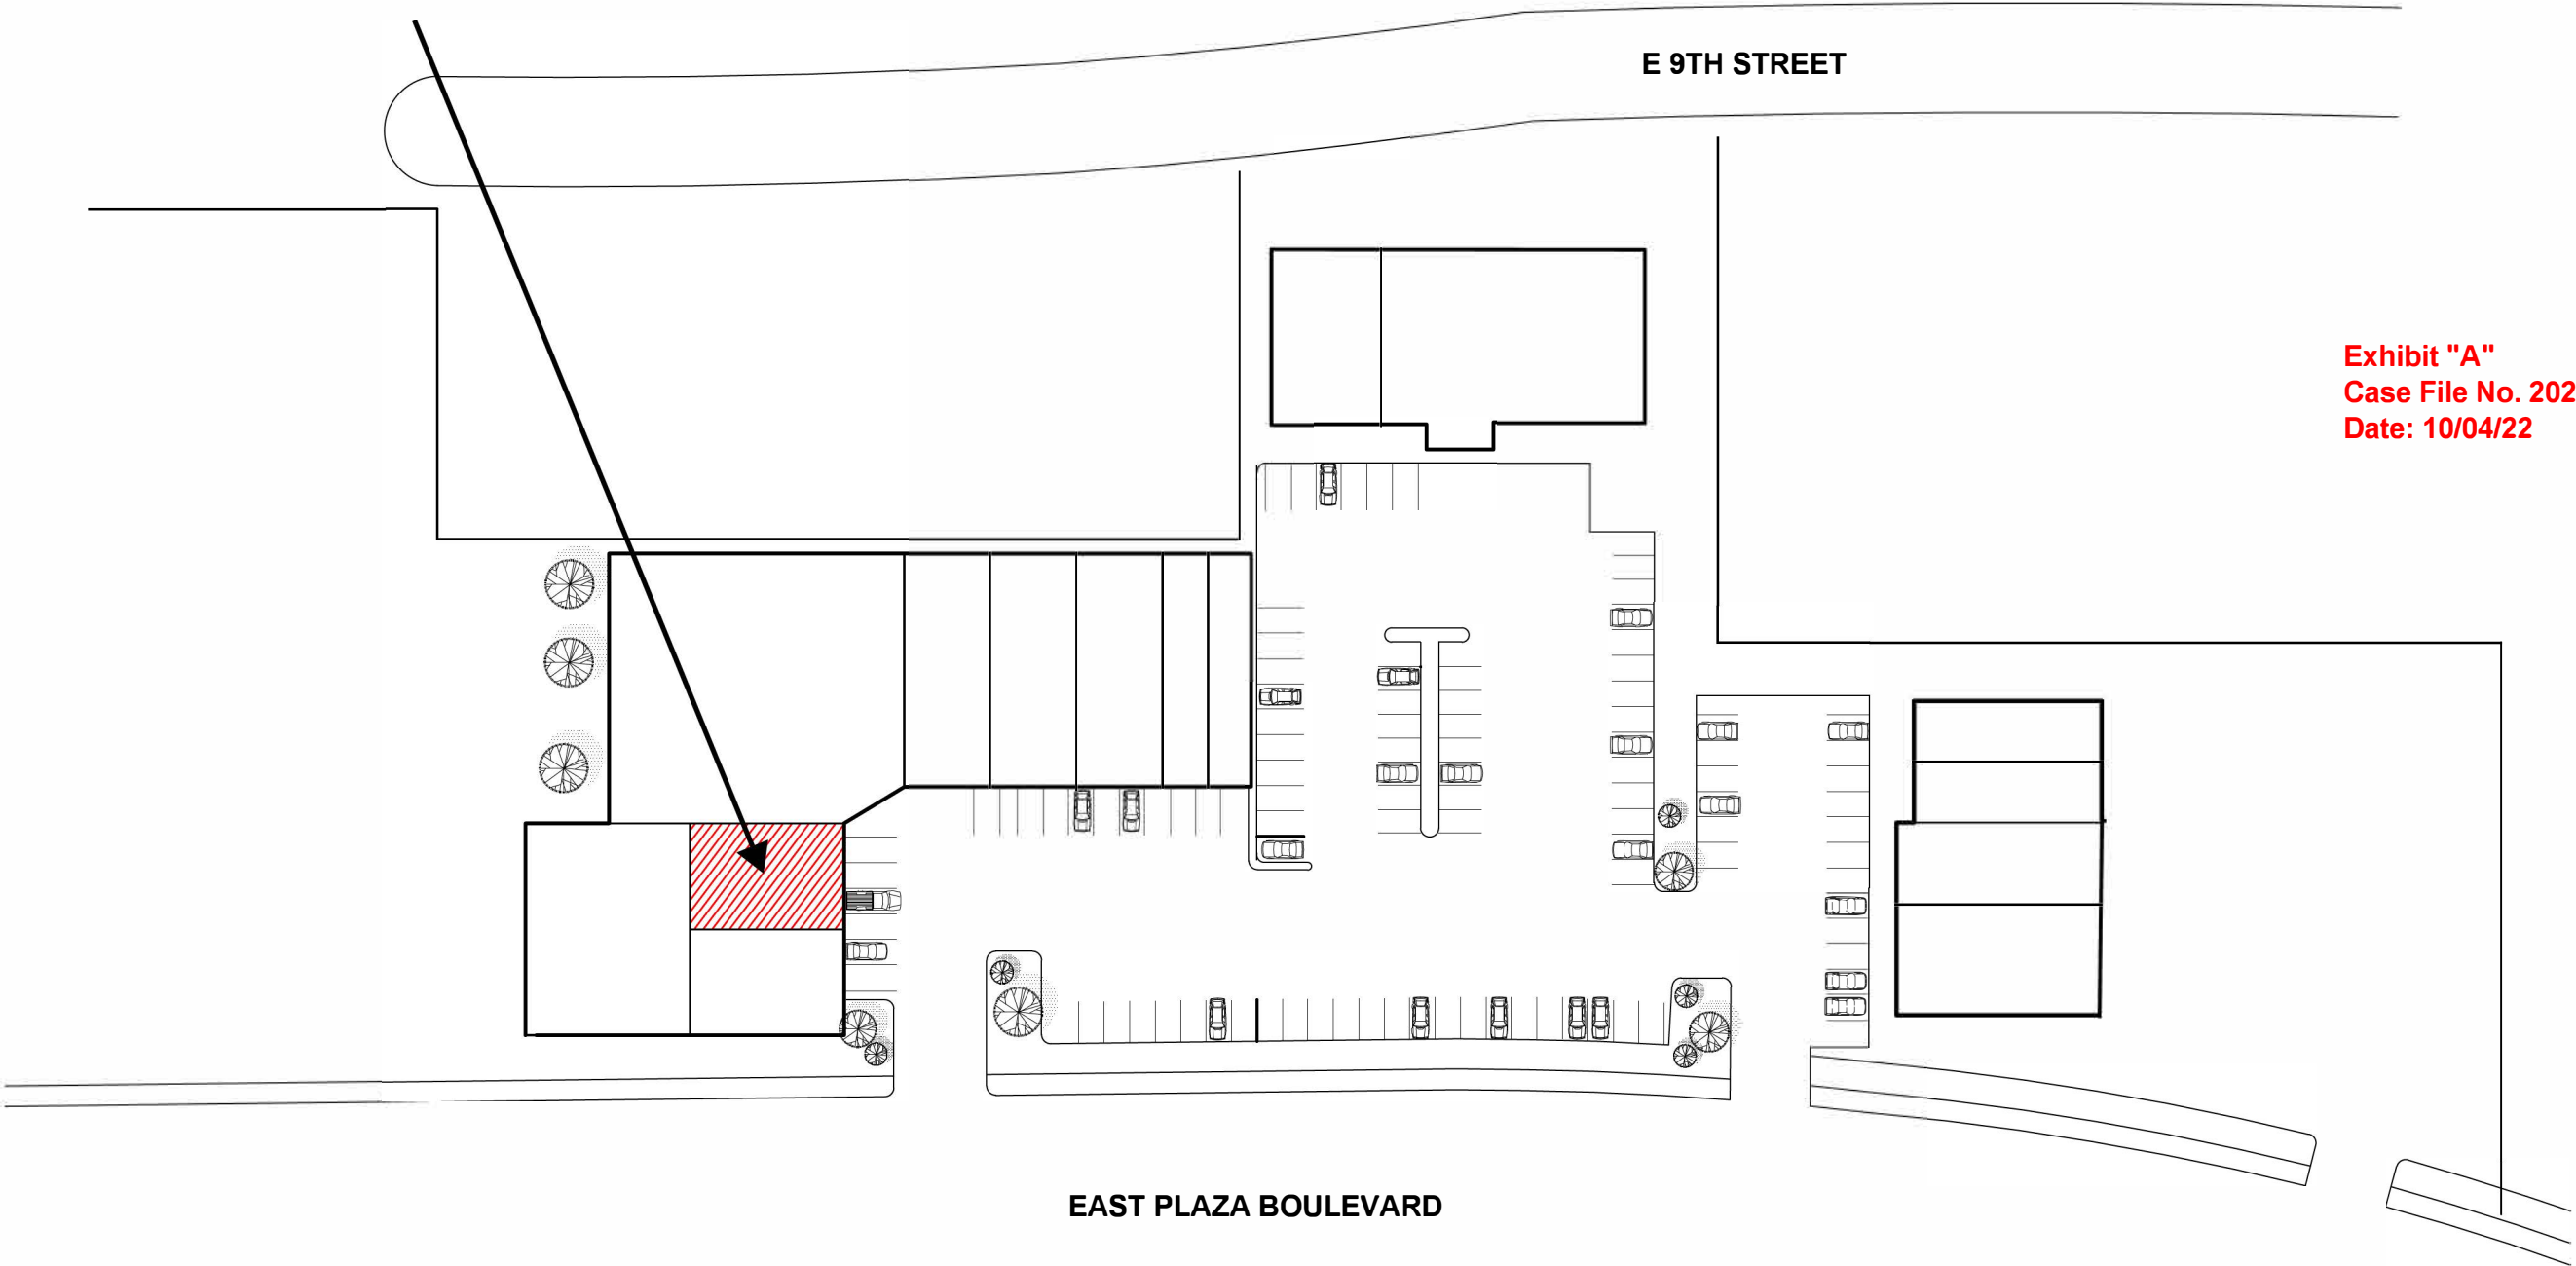 E 9TH STREET
Exhibit "A"
Case File No. 202
Date: 10/04/22
EAST PLAZA BOULEVARD